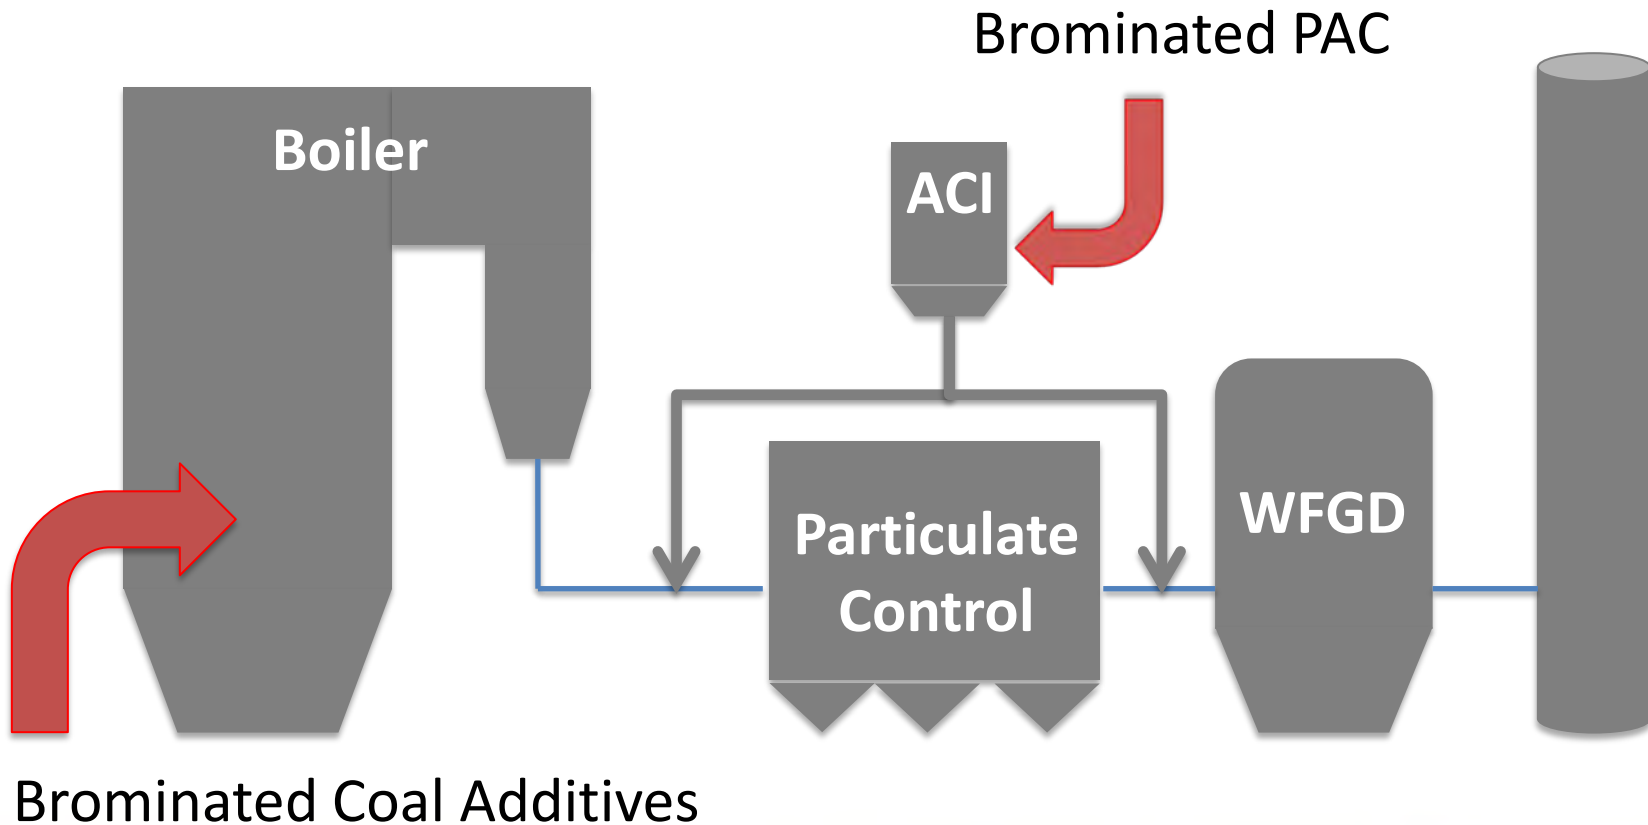 Brominated PAC
Boiler
ACI
WFGD
Particulate
Control
Brominated Coal Additives